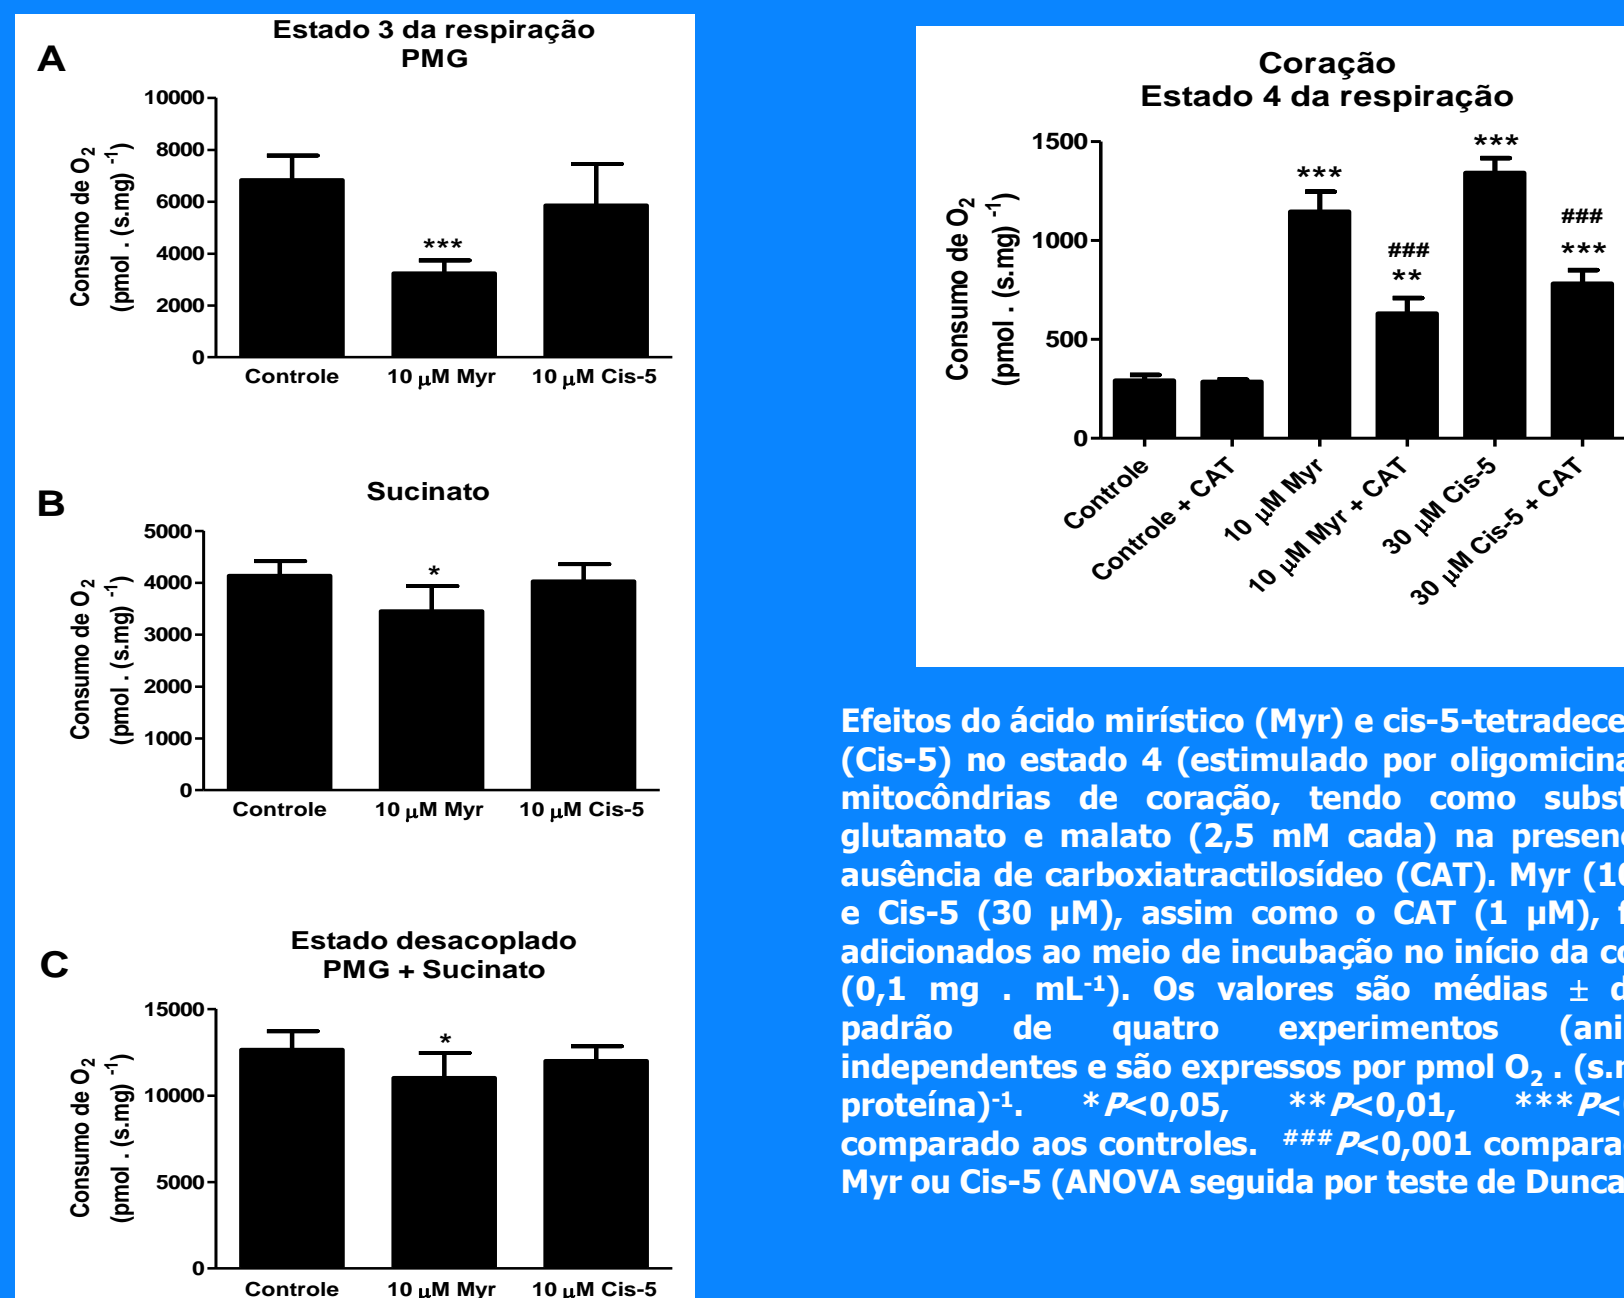 A
Estado 3 da respiração
PMG
Consumo de O2
(pmol . (s.mg) -1)
10000
8000
6000
4000
2000
0
***
Controle
10 µM Myr
10 µM Cis-5
B
Sucinato
Consumo de O2
(pmol . (s.mg) -1)
5000
4000
3000
2000
1000
0
*
Controle
10 µM Myr
10 µM Cis-5
C
Estado desacoplado
PMG + Sucinato
Consumo de O2
(pmol . (s.mg) -1)
15000
10000
5000
0
*
Controle
10 µM Myr
10 µM Cis-5
Coração
Estado 4 da respiração
Consumo de O2
(pmol . (s.mg) -1)
1500
1000
500
0
***
###
**
***
###
***
Controle
Controle + CAT
10 µM Myr
10 µM Myr + CAT
30 µM Cis-5
30 µM Cis-5 + CAT
Efeitos do ácido mirístico (Myr) e
(Cis-5) no estado 4 (estimulado por oligomicina
mitocôndrias de coração, tendo como
glutamato e malato (2,5 mM cada) na
ausência de carboxiatractilosídeo (CAT). Myr
e Cis-5 (30 µM), assim como o CAT (1 µM),
adicionados ao meio de incubação no início da
(0,1 mg . mL-1). Os valores são médias ±
padrão de quatro experimentos
independentes e são expressos por pmol O2 .
proteína)-1. *P<0,05, **P<0,01, ***P<
comparado aos controles. ###P<0,001
Myr ou Cis-5 (ANOVA seguida por teste de